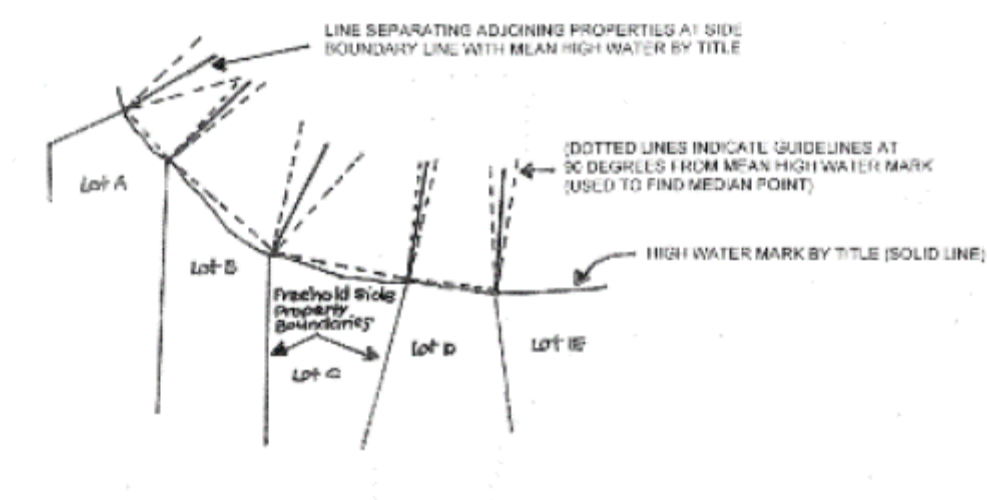 LINE SEPARATING ADJOINING PROPERTIES AT SIDE
BOUNDARY LINE WITH MEAN HIGH WATER BY TITLE
(DOTTED LINES INDICATE GUIDELINES AT
90 DEGREES FROM MEAN HIGH WATER MARK
(USED TO FIND MEDIAN POINT)
Lot A
HIGH WATER MARK BY TITLE (SOLID LINE)
Lot B
Freehold Side
Property
Boundaries
Lot D
Lot E
Lot C